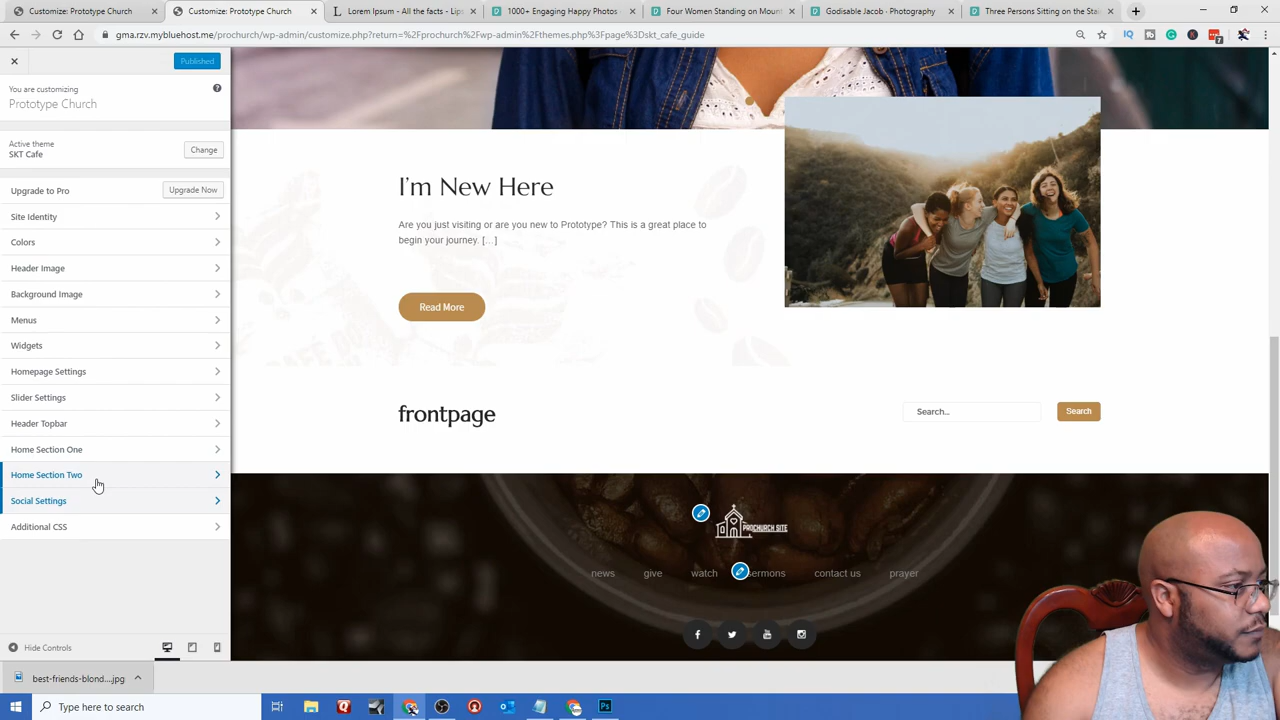 Customize: Prototype Church
Customize: Prototype Church
Lorem Ipsum - All the facts - Lips
1000+ Engaging Happy Photos
Four Women Standing on Mount
Godisable Jacob - Photography
Three Persons Sitting on the Stai
gma.rzv.mybluehost.me/prochurch/wp-admin/customize.php?return=%2Fprochurch%2Fwp-admin%2Fthemes.php%3Fpage%3Dskt_cafe_guide
Published
You are customizing
Prototype Church
Active theme
SKT Cafe
Change
Upgrade to Pro
Upgrade Now
Site Identity
Colors
Header Image
Background Image
Menus
Widgets
Homepage Settings
Slider Settings
Header Topbar
Home Section One
Home Section Two
Social Settings
Additional CSS
Hide Controls
I'm New Here
Are you just visiting or are you new to Prototype? This is a great place to
begin your journey. [...]
Read More
frontpage
Search...
Search
PROCHURCH SITE
news give watch sermons contact us prayer
best-friends-blond....jpg
Type here to search